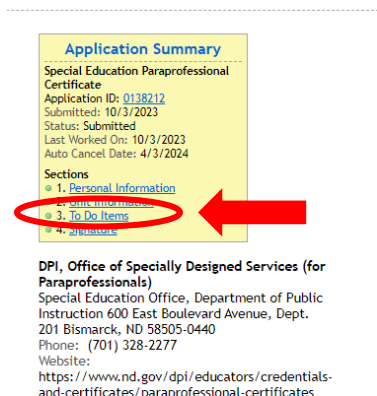 Application Summary
Special Education Paraprofessional
Certificate
Application ID: 0138212
Submitted: 10/3/2023
Status: Submitted
Last Worked On: 10/3/2023
Auto Cancel Date: 4/3/2024
Sections
1. Personal Information
2. Unit Information
3. To Do Items
4. Signature
DPI, Office of Specially Designed Services (for
Paraprofessionals)
Special Education Office, Department of Public
Instruction 600 East Boulevard Avenue, Dept.
201 Bismarck, ND 58505-0440
Phone: (701) 328-2277
Website:
https://www.nd.gov/dpi/educators/credentials-
and-certificates/paraprofessional-certificates